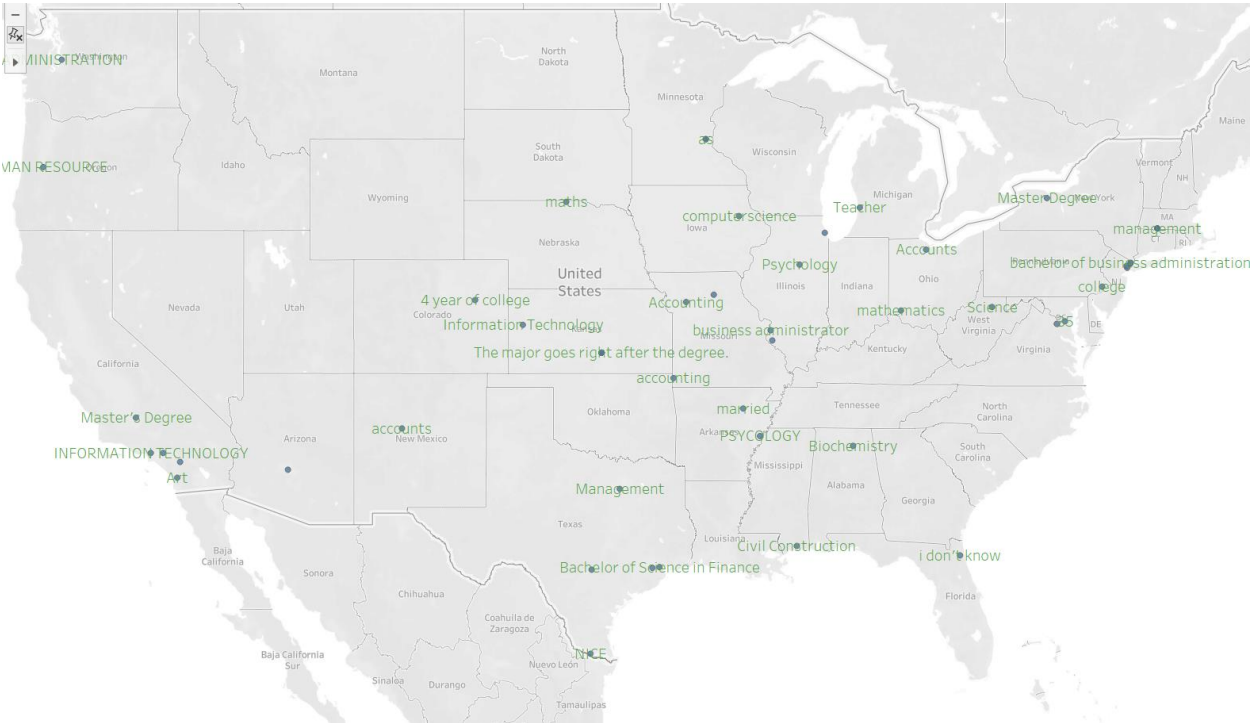 North Dakota
MINISTRATION
Montana
Minnesota
Maine
as
South Dakota
Wisconsin
Vermont
NH
MAN RESOURCE
Idaho
Wyoming
maths
Michigan
Teacher
Master Degree
New York
computer science
Iowa
MA
management
CT
RI
Nebraska
Accounts
Psychology
bachelor of business administration
United States
Illinois
Indiana
Ohio
NJ
college
Nevada
Utah
4 year of college
Colorado
Accounting
mathematics
Science
West Virginia
Information Technology
Kansas
business administrator
Missouri
35
DE
Kentucky
Virginia
The major goes right after the degree.
California
accounting
Master's Degree
Oklahoma
married
Tennessee
North Carolina
accounts
New Mexico
Arizona
Arkansas
PSYCOLOGY
Biochemistry
South Carolina
INFORMATION TECHNOLOGY
Mississippi
Art
Alabama
Georgia
Management
Texas
Louisiana
Civil Construction
i don't know
Baja California
Sonora
Bachelor of Science in Finance
Chihuahua
Florida
Coahuila de Zaragoza
Baja California Sur
NICE
Nuevo León
Sinaloa
Durango
Tamaulipas